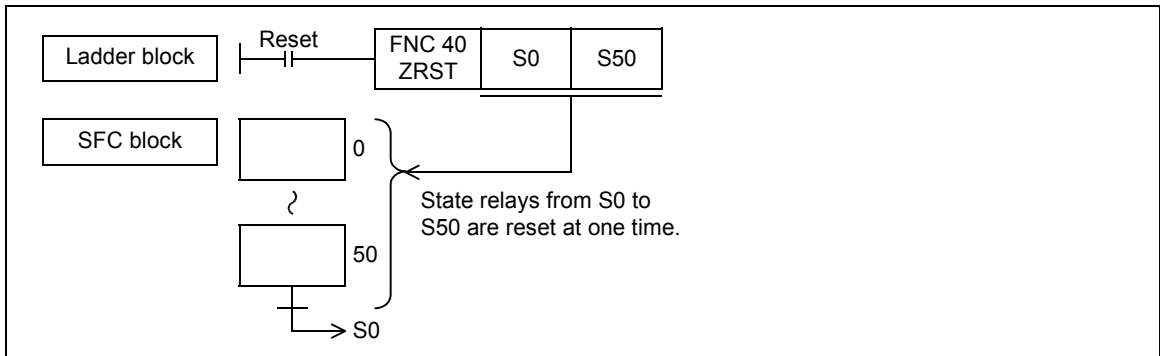 Ladder block
Reset
FNC 40
ZRST
S0
S50
SFC block
0
State relays from S0 to
S50 are reset at one time.
50
S0